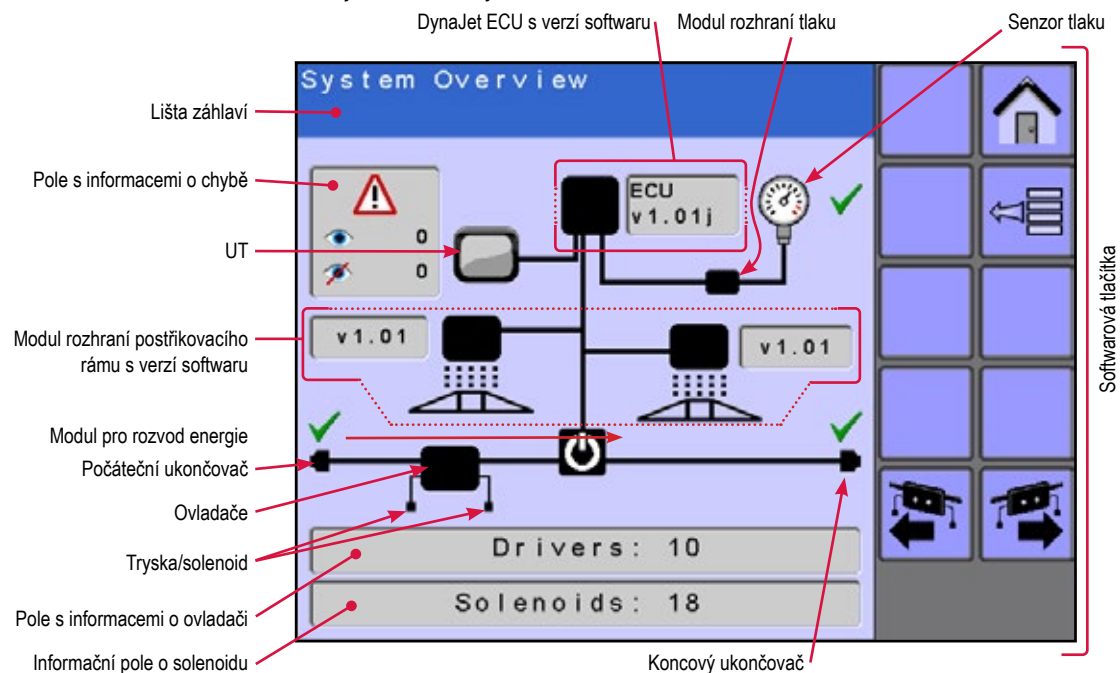 DynaJet ECU s verzí softwaru
Modul rozhraní tlaku
Senzor tlaku
System Overview
Lišta záhlaví
Pole s informacemi o chybě
ECU
v1.01j
0
UT
0
Softwarová tlačítka
Modul rozhraní postřikovacího
rámu s verzí softwaru
v1.01
v1.01
Modul pro rozvod energie
Počáteční ukončovač
Ovladače
Tryska/solenoid
Drivers: 10
Pole s informacemi o ovladači
Solenoids: 18
Informační pole o solenoidu
Koncový ukončovač